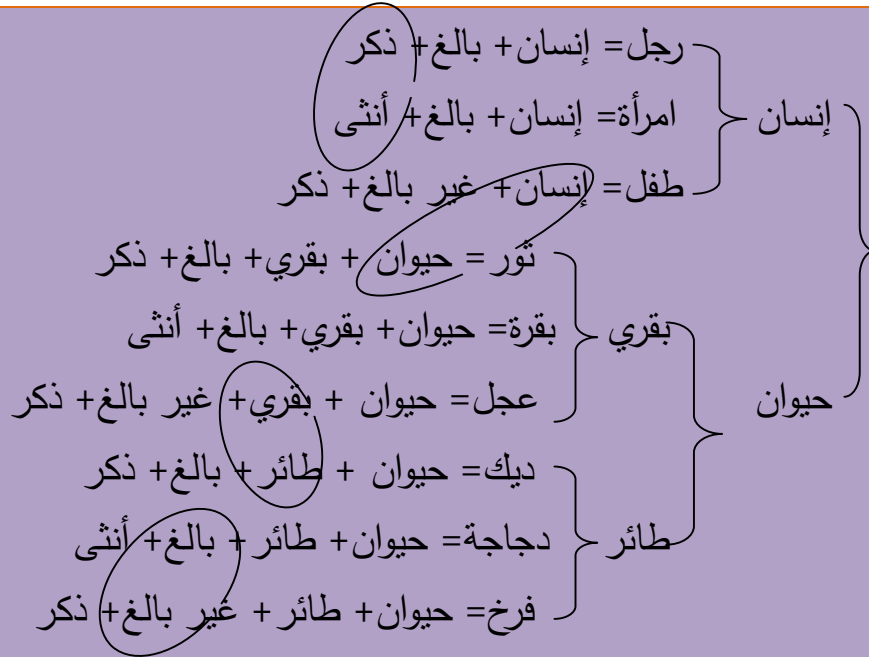 رجل= إنسان+ بالغ+ ذكر
إنسان
امرأة= إنسان+ بالغ+ أنثى
طفل= إنسان+ غير بالغ+ ذكر
ثور= حيوان + بقري+ بالغ+ ذكر
بقري
بقرة= حيوان+ بقري+ بالغ+ أنثى
حيوان
عجل= حيوان + بقري+ غير بالغ+ ذكر
ديك= حيوان + طائر+ بالغ+ ذكر
طائر
دجاجة= حيوان+ طائر+ بالغ+ أنثى
فرخ= حيوان+ طائر+ غير بالغ+ ذكر